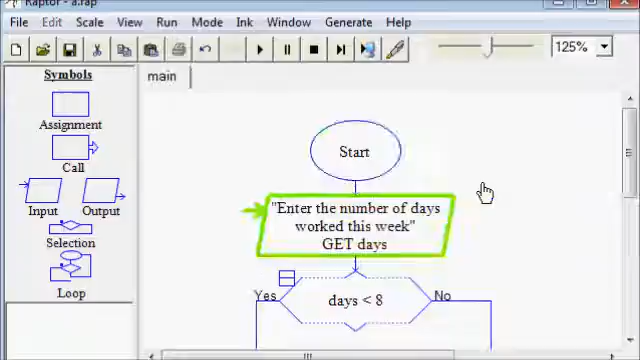 Raptor - a.rap
File Edit Scale View Run Mode Ink Window Generate Help
125%
Symbols
main
Assignment
Call
Input Output
Selection
Loop
Start
"Enter the number of days
worked this week"
GET days
Yes days < 8 No